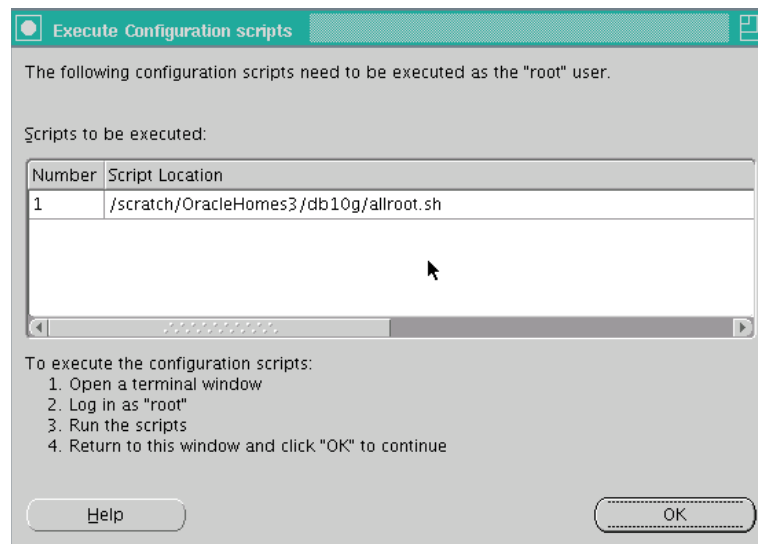 Execute Configuration scripts
The following configuration scripts need to be executed as the "root" user.
Scripts to be executed:
Number Script Location
1 /scratch/OracleHomes3/db10g/allroot.sh
To execute the configuration scripts:
1. Open a terminal window
2. Log in as "root"
3. Run the scripts
4. Return to this window and click "OK" to continue
Help OK